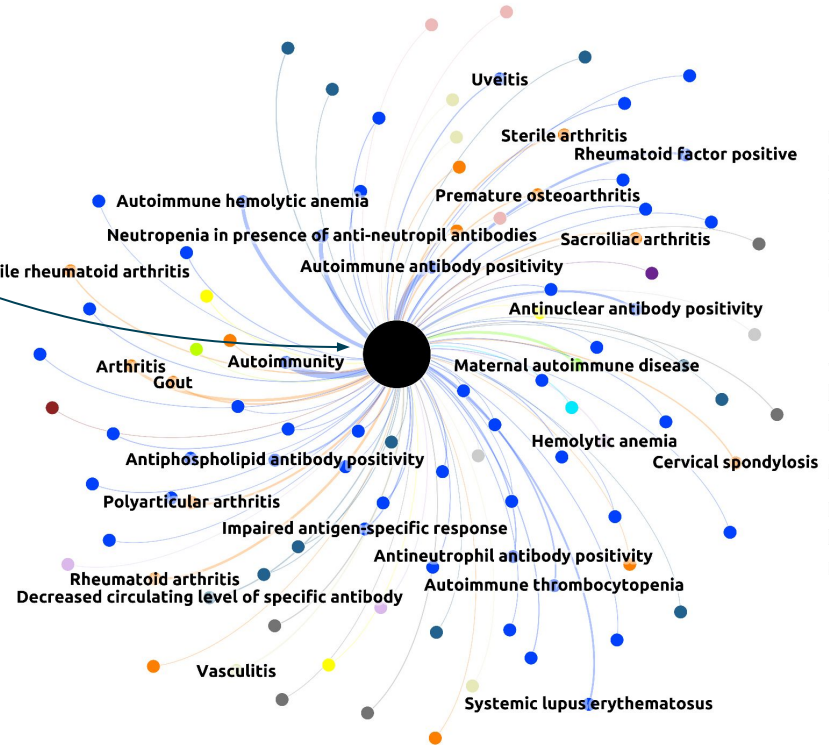 Uveitis
Sterile arthritis
Rheumatoid factor positive
Premature osteoarthritis
Autoimmune hemolytic anemia
Neutropenia in presence of anti-neutropil antibodies
Sacroiliac arthritis
Autoimmune antibody positivity
ile rheumatoid arthritis
Antinuclear antibody positivity
Autoimmunity
Maternal autoimmune disease
Arthritis
Gout
Hemolytic anemia
Antiphospholipid antibody positivity
Cervical spondylosis
Polyarticular arthritis
Impaired antigen-specific response
Antineutrophil antibody positivity
Rheumatoid arthritis
Autoimmune thrombocytopenia
Decreased circulating level of specific antibody
Vasculitis
Systemic lupus erythematosus